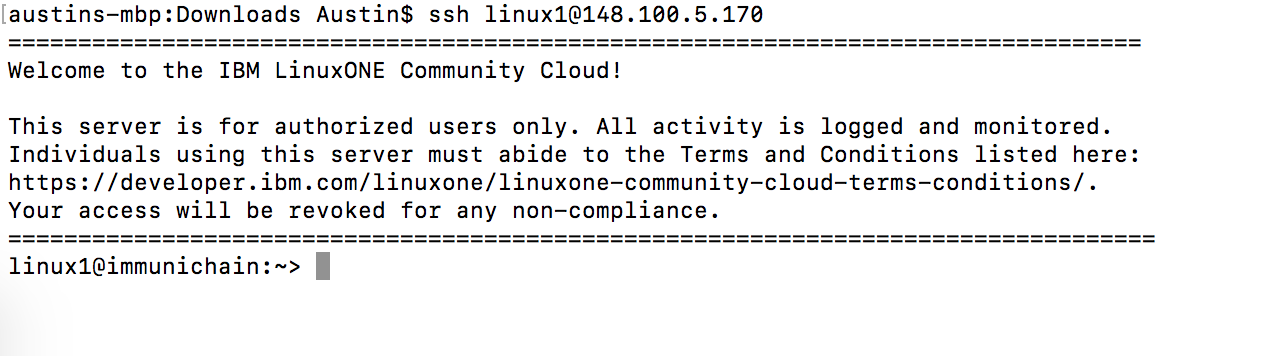 [austins-mbp:Downloads Austin$ ssh linux1@148.100.5.170
=================================================================================
Welcome to the IBM LinuxONE Community Cloud!
This server is for authorized users only. All activity is logged and monitored.
Individuals using this server must abide to the Terms and Conditions listed here:
https://developer.ibm.com/linuxone/linuxone-community-cloud-terms-conditions/.
Your access will be revoked for any non-compliance.
==================================================================================
linux1@immunichain:~>